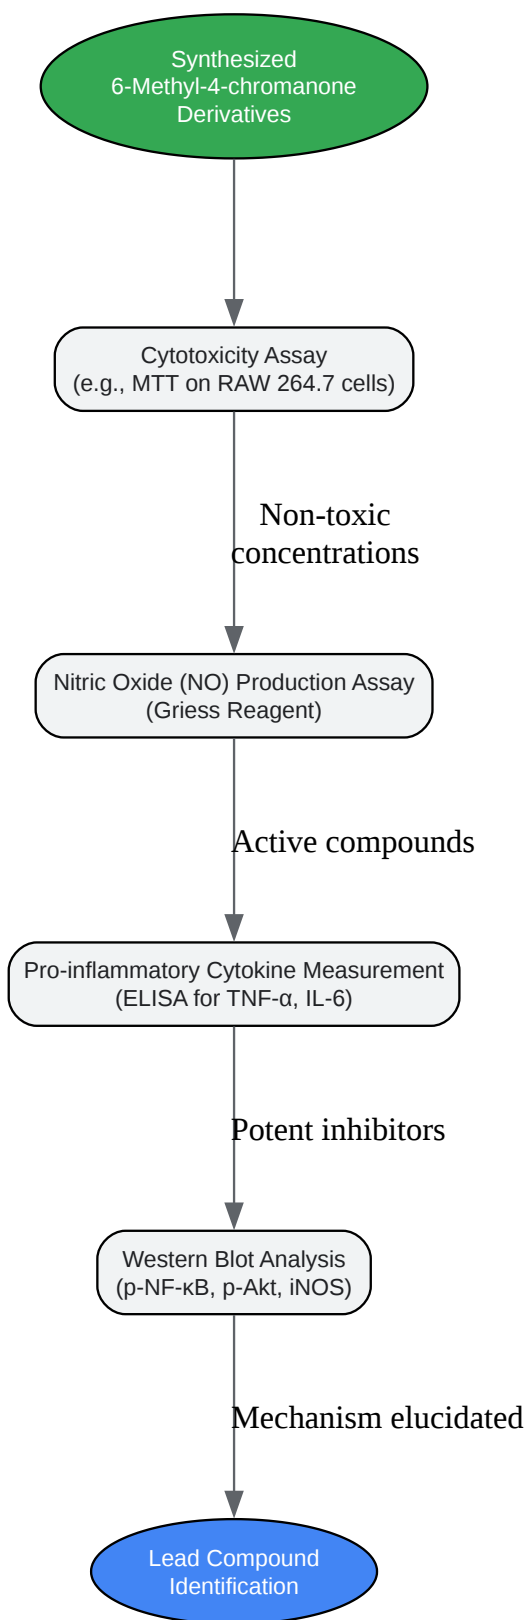 Synthesized
6-Methyl-4-chromanone
Derivatives
Cytotoxicity Assay
(e.g., MTT on RAW 264.7 cells)
Non-toxic
concentrations
Nitric Oxide (NO) Production Assay
(Griess Reagent)
Active compounds
Pro-inflammatory Cytokine Measurement
(ELISA for TNF-α, IL-6)
Potent inhibitors
Western Blot Analysis
(p-NF-κB, p-Akt, iNOS)
Mechanism elucidated
Lead Compound
Identification